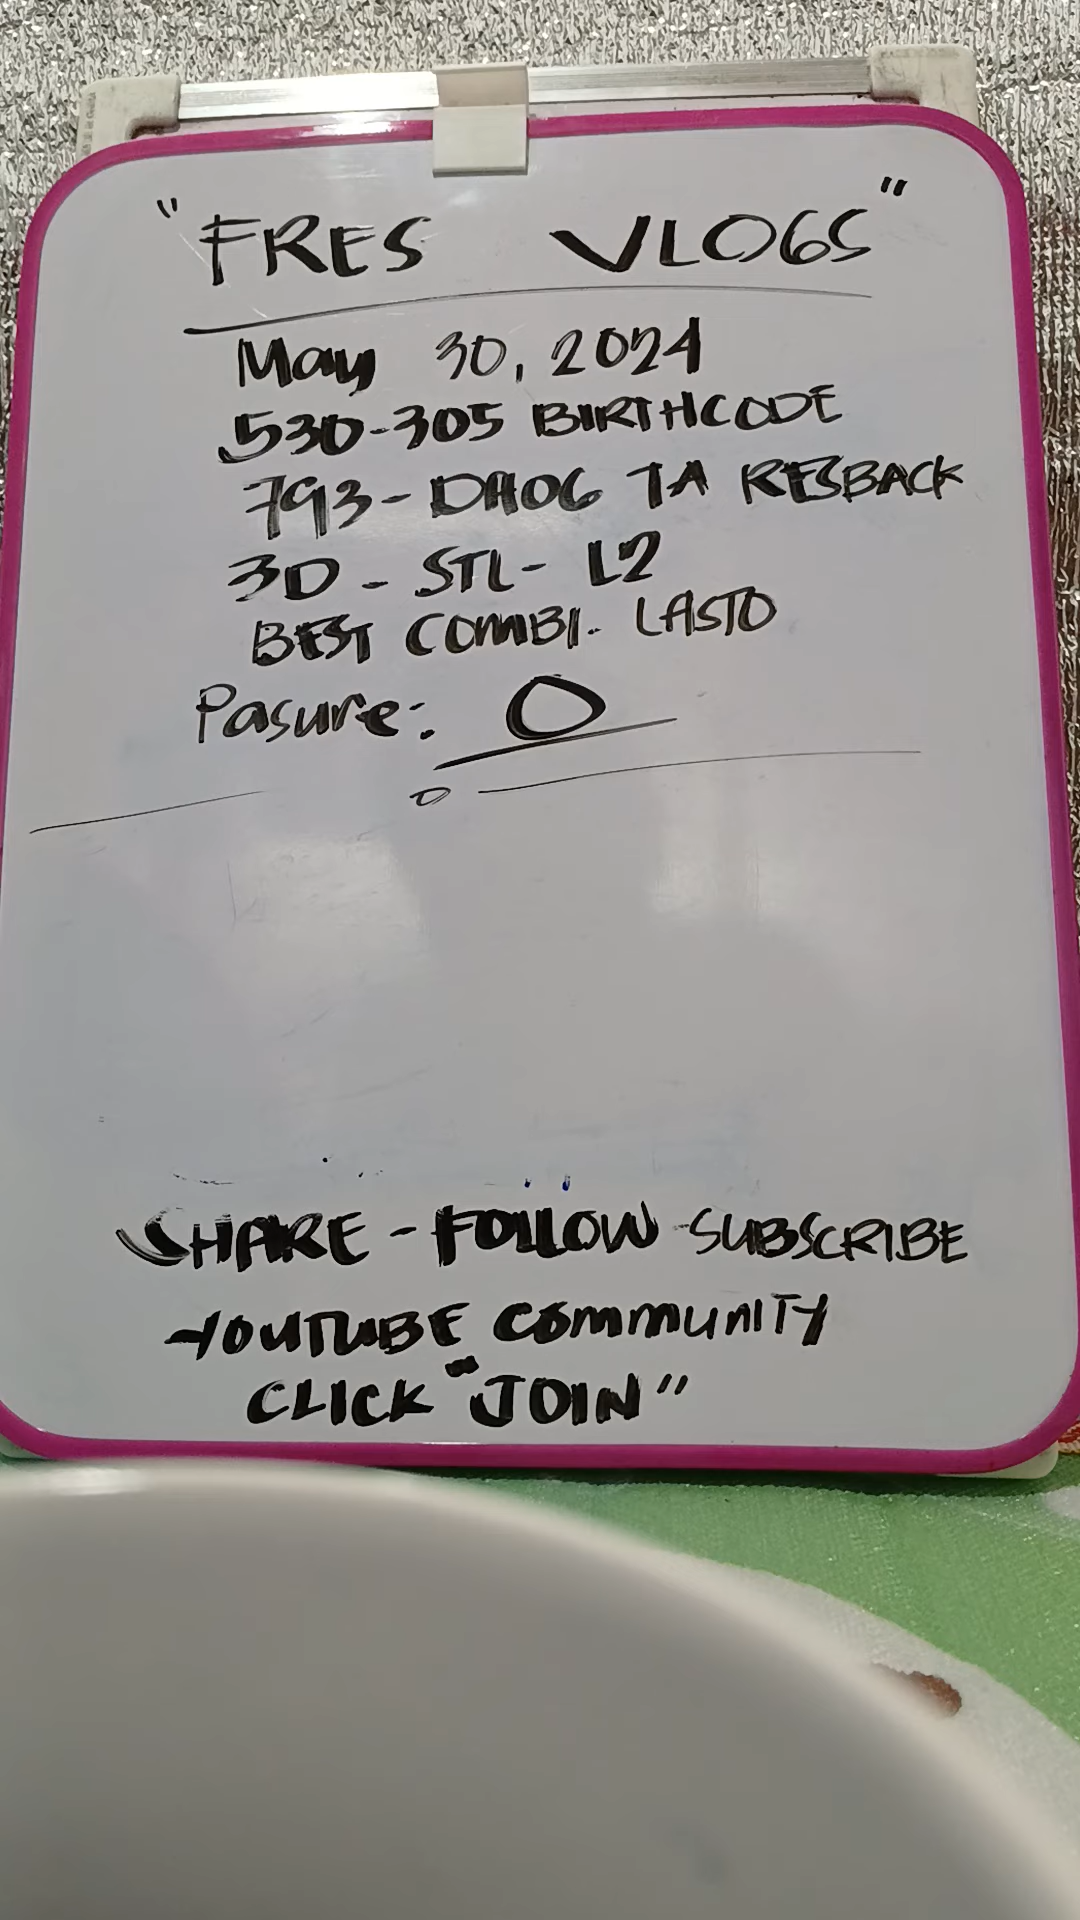 "FRES VLOGS"
May 30, 2024
530-305 BIRTHCODE
793- DHO6 TA RESBACK
3D - STL- L2
BEST COMBI. LASTO
Pasure: O
SHARE - FOLLOW SUBSCRIBE
YOUTUBE COMMUNITY
CLICK "JOIN"